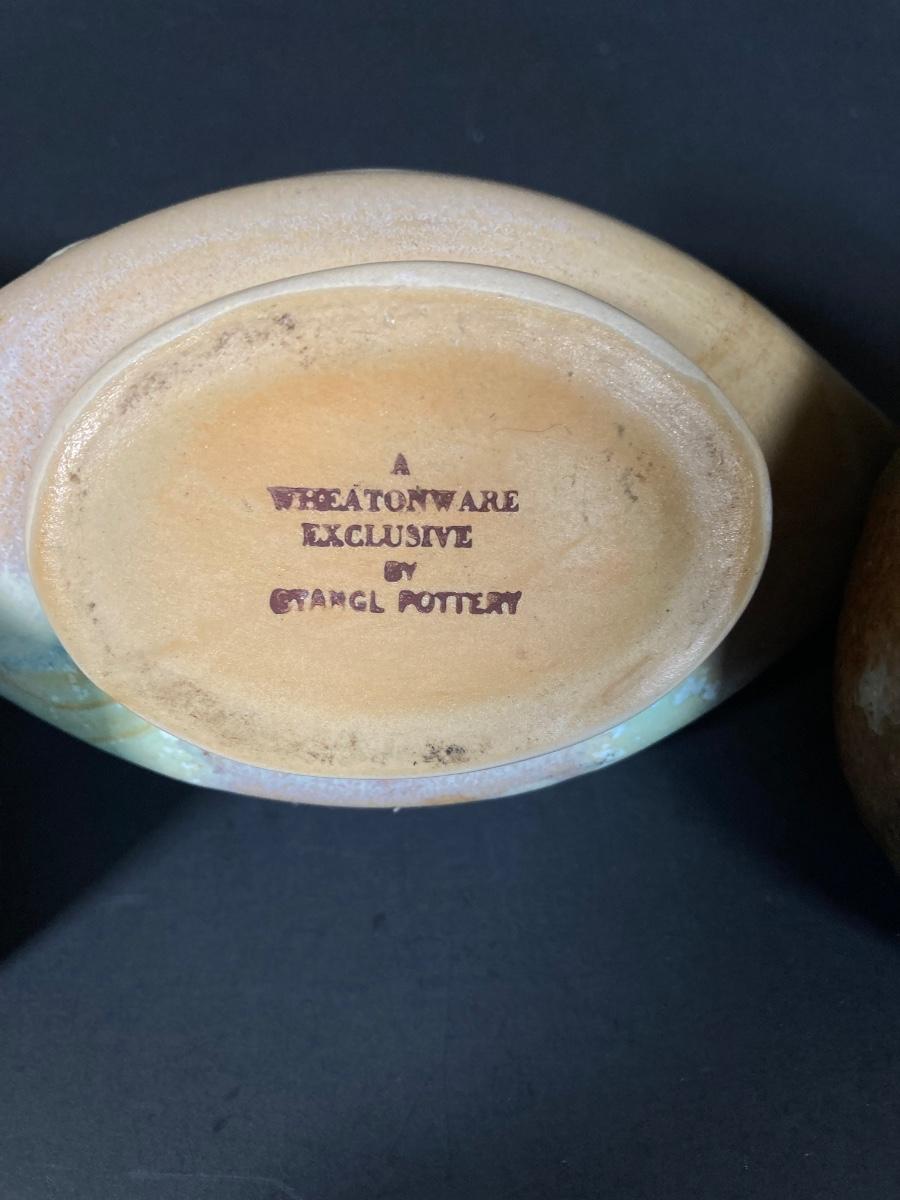 A
WHEATONWARE
EXCLUSIVE
BY
STANGL POTTERY